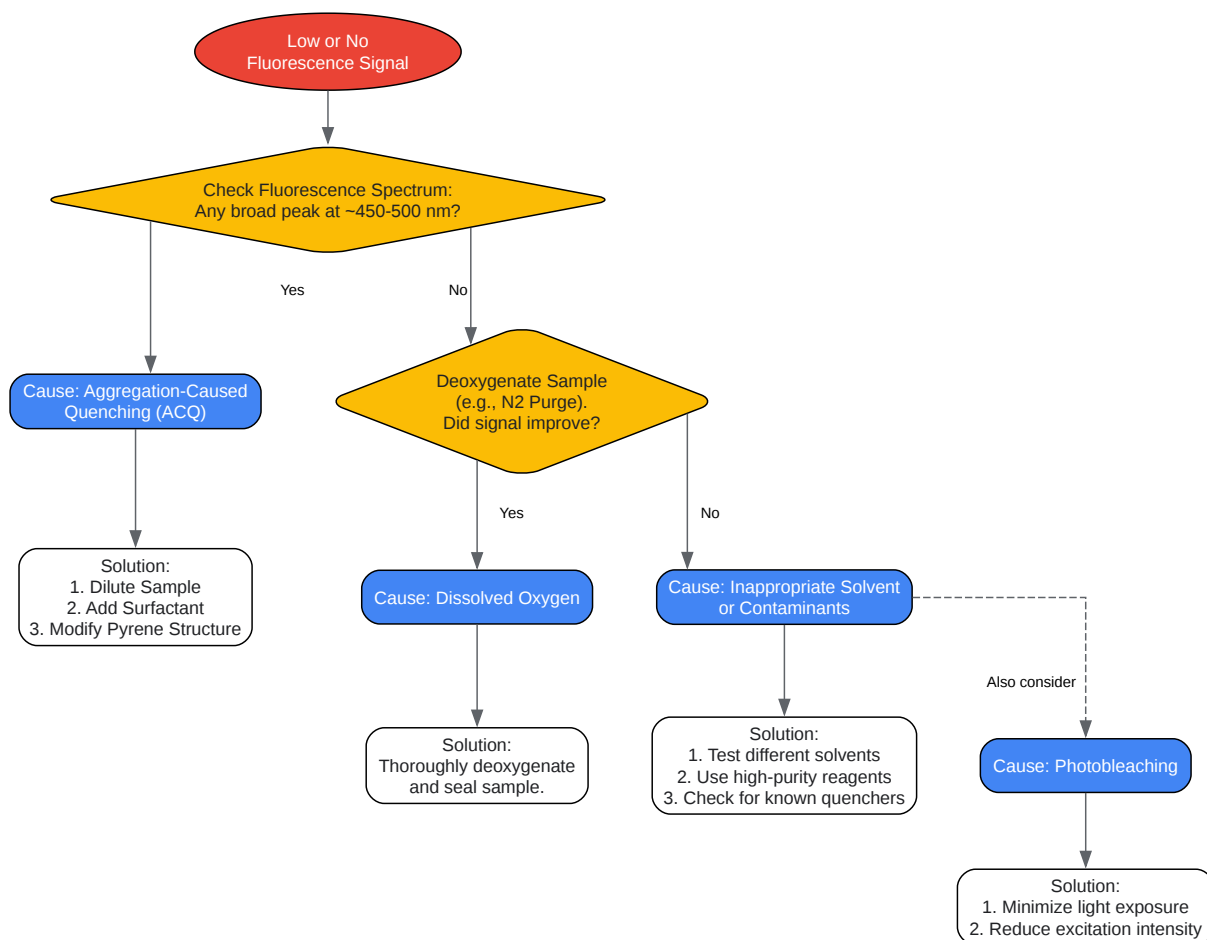 Low or No
Fluorescence Signal
Check Fluorescence Spectrum:
Any broad peak at ~450-500 nm?
Yes
No
Cause: Aggregation-Caused
Quenching (ACQ)
Deoxygenate Sample
(e.g., N2 Purge).
Did signal improve?
Yes
No
Solution:
1. Dilute Sample
2. Add Surfactant
3. Modify Pyrene Structure
Cause: Dissolved Oxygen
Cause: Inappropriate Solvent
or Contaminants
Also consider
Solution:
Thoroughly deoxygenate
and seal sample.
Solution:
1. Test different solvents
2. Use high-purity reagents
3. Check for known quenchers
Cause: Photobleaching
Solution:
1. Minimize light exposure
2. Reduce excitation intensity